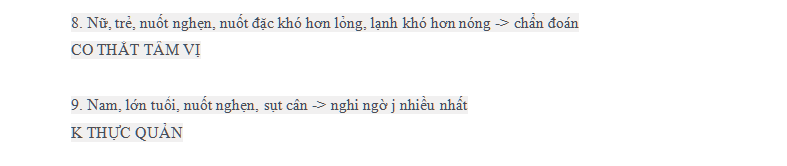 8. Nữ, trẻ, nuốt nghẹn, nuốt đặc khó hơn lỏng, lạnh khó hơn nóng -> chẩn đoán
CO THẮT TÂM VỊ
9. Nam, lớn tuổi, nuốt nghẹn, sụt cân -> nghi ngờ j nhiều nhất
K THỰC QUẢN